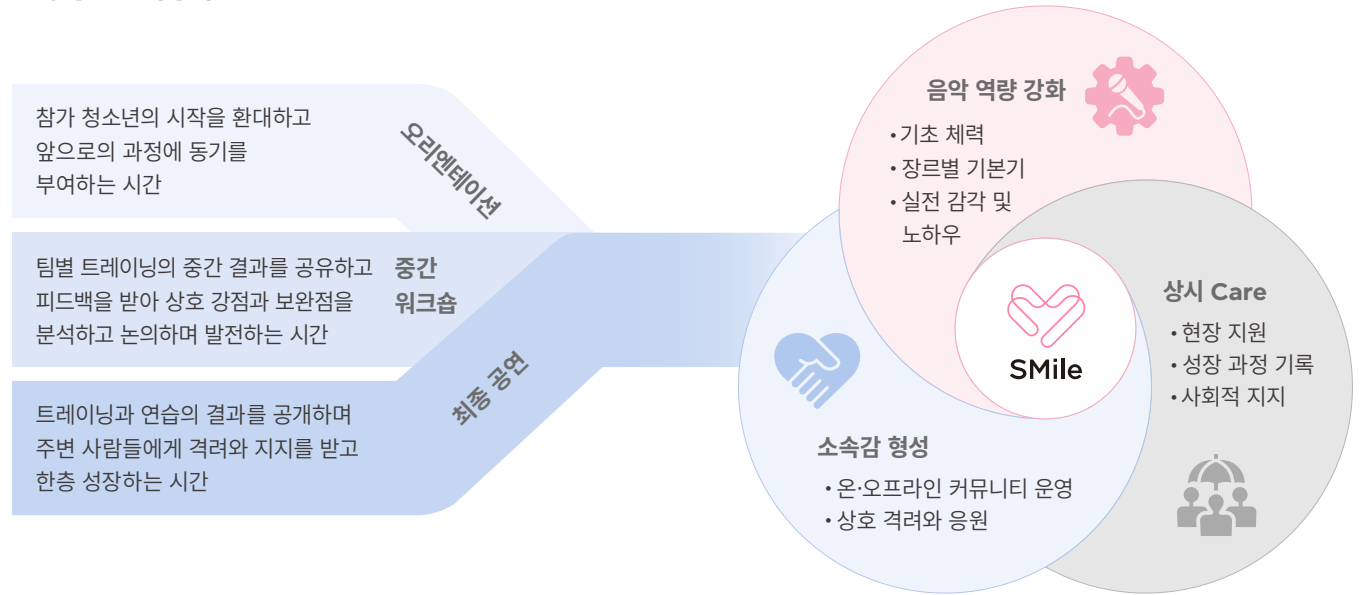 참가 청소년의 시작을 환대하고
앞으로의 과정에 동기를
부여하는 시간
오리엔테이션
팀별 트레이닝의 중간 결과를 공유하고
피드백을 받아 상호 강점과 보완점을
분석하고 논의하며 발전하는 시간
중간
워크숍
트레이닝과 연습의 결과를 공개하며
주변 사람들에게 격려와 지지를 받고
한층 성장하는 시간
최종 공연
음악 역량 강화
• 기초 체력
• 장르별 기본기
• 실전 감각 및
노하우
SMile
상시 Care
• 현장 지원
• 성장 과정 기록
• 사회적 지지
소속감 형성
• 온·오프라인 커뮤니티 운영
• 상호 격려와 응원